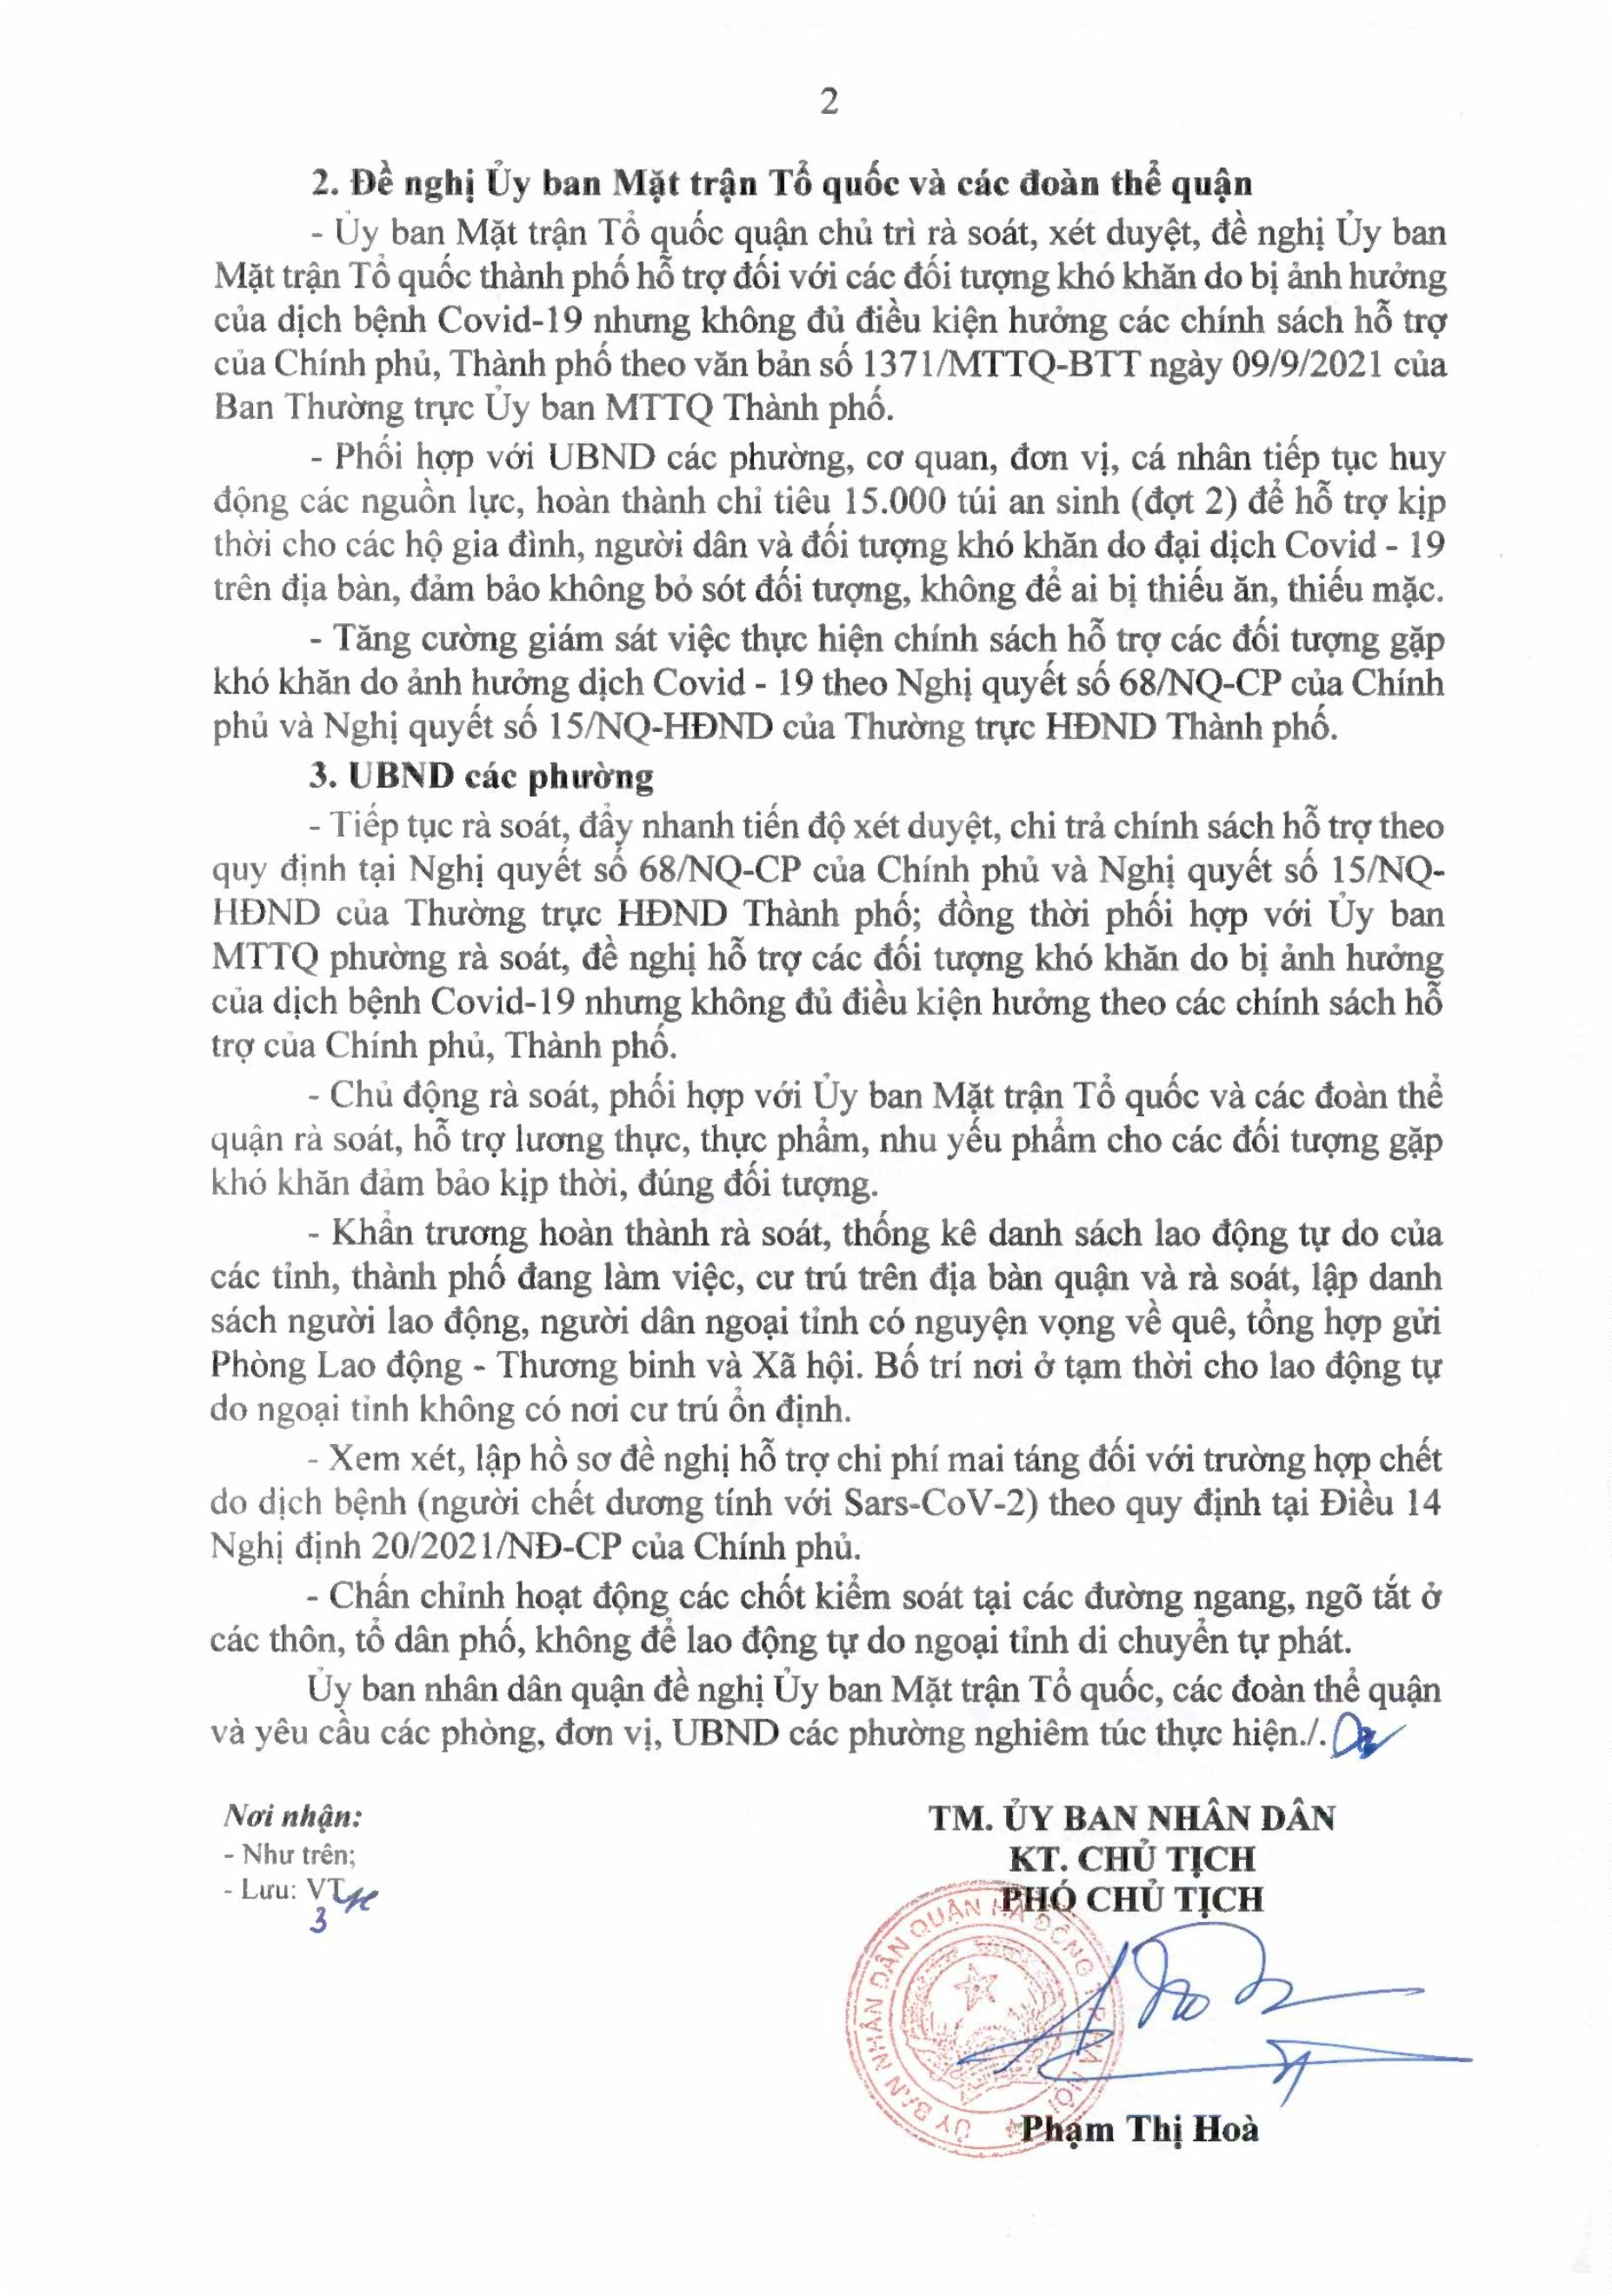 2
2. Đề nghị Ủy ban Mặt trận Tổ quốc và các đoàn thể quận
- Ủy ban Mặt trận Tổ quốc quận chủ trì rà soát, xét duyệt, đề nghị Ủy ban
Mặt trận Tổ quốc thành phố hỗ trợ đối với các đối tượng khó khăn do bị ảnh hưởng
của dịch bệnh Covid-19 nhưng không đủ điều kiện hưởng các chính sách hỗ trợ
của Chính phủ, Thành phố theo văn bản số 1371/MTTQ-BTT ngày 09/9/2021 của
Ban Thường trực Ủy ban MTTQ Thành phố.
- Phối hợp với UBND các phường, cơ quan, đơn vị, cá nhân tiếp tục huy
động các nguồn lực, hoàn thành chỉ tiêu 15.000 túi an sinh (đợt 2) để hỗ trợ kịp
thời cho các hộ gia đình, người dân và đối tượng khó khăn do đại dịch Covid - 19
trên địa bàn, đảm bảo không bỏ sót đối tượng, không để ai bị thiếu ăn, thiếu mặc.
- Tăng cường giám sát việc thực hiện chính sách hỗ trợ các đối tượng gặp
khó khăn do ảnh hưởng dịch Covid - 19 theo Nghị quyết số 68/NQ-CP của Chính
phủ và Nghị quyết số 15/NQ-HĐND của Thường trực HĐND Thành phố.
3. UBND các phường
- Tiếp tục rà soát, đẩy nhanh tiến độ xét duyệt, chi trả chính sách hỗ trợ theo
quy định tại Nghị quyết số 68/NQ-CP của Chính phủ và Nghị quyết số 15/NQ-
HĐND của Thường trực HĐND Thành phố; đồng thời phối hợp với Ủy ban
MTTQ phường rà soát, đề nghị hỗ trợ các đối tượng khó khăn do bị ảnh hưởng
của dịch bệnh Covid-19 nhưng không đủ điều kiện hưởng theo các chính sách hỗ
trợ của Chính phủ, Thành phố.
- Chủ động rà soát, phối hợp với Ủy ban Mặt trận Tổ quốc và các đoàn thể
quận rà soát, hỗ trợ lương thực, thực phẩm, nhu yếu phẩm cho các đối tượng gặp
khó khăn đảm bảo kịp thời, đúng đối tượng.
- Khẩn trương hoàn thành rà soát, thống kê danh sách lao động tự do của
các tỉnh, thành phố đang làm việc, cư trú trên địa bàn quận và rà soát, lập danh
sách người lao động, người dân ngoại tỉnh có nguyện vọng về quê, tổng hợp gửi
Phòng Lao động - Thương binh và Xã hội. Bố trí nơi ở tạm thời cho lao động tự
do ngoại tỉnh không có nơi cư trú ổn định.
- Xem xét, lập hồ sơ đề nghị hỗ trợ chi phí mai táng đối với trường hợp chết
do dịch bệnh (người chết dương tính với Sars-CoV-2) theo quy định tại Điều 14
Nghị định 20/2021/NĐ-CP của Chính phủ.
- Chấn chỉnh hoạt động các chốt kiểm soát tại các đường ngang, ngõ tắt ở
các thôn, tổ dân phố, không để lao động tự do ngoại tỉnh di chuyển tự phát.
Ủy ban nhân dân quận đề nghị Ủy ban Mặt trận Tổ quốc, các đoàn thể quận
và yêu cầu các phòng, đơn vị, UBND các phường nghiêm túc thực hiện./.
Nơi nhận:
- Như trên;
- Lưu: VT
3
TM. ỦY BAN NHÂN DÂN
KT. CHỦ TỊCH
PHÓ CHỦ TỊCH
ỦY BAN NHÂN DÂN QUẬN HÀ ĐÔNG T.P HÀ NỘI
Phạm Thị Hoà